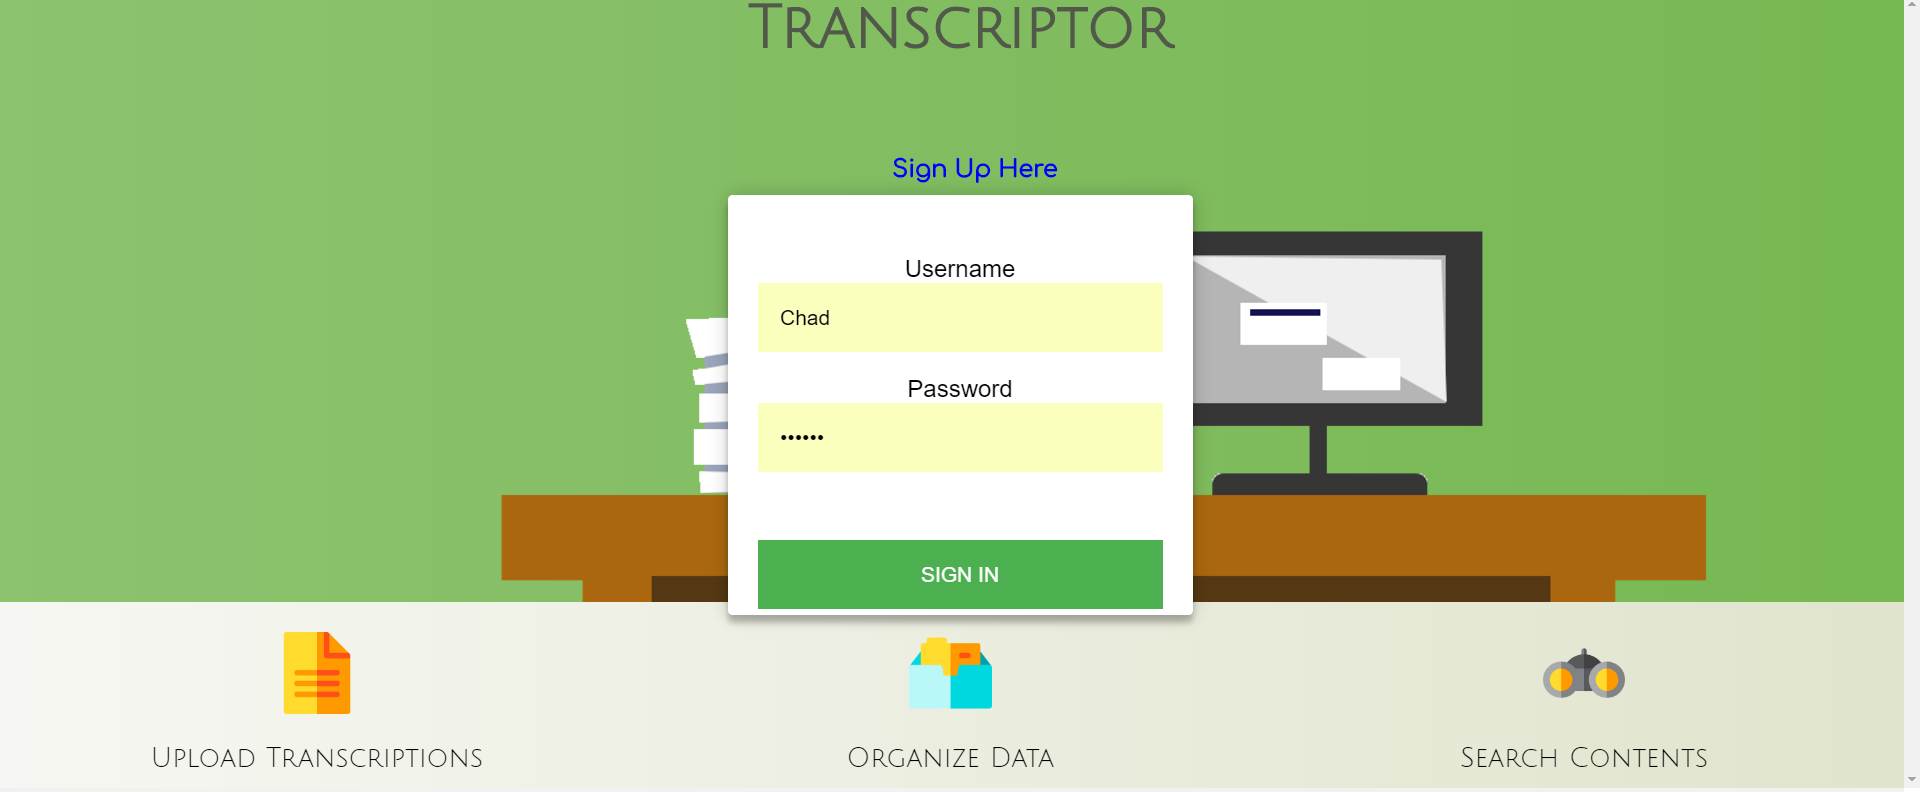 TRANSCRIPTOR
Sign Up Here
Username
Chad
Password
••••••
SIGN IN
UPLOAD TRANSCRIPTIONS
ORGANIZE DATA
SEARCH CONTENTS